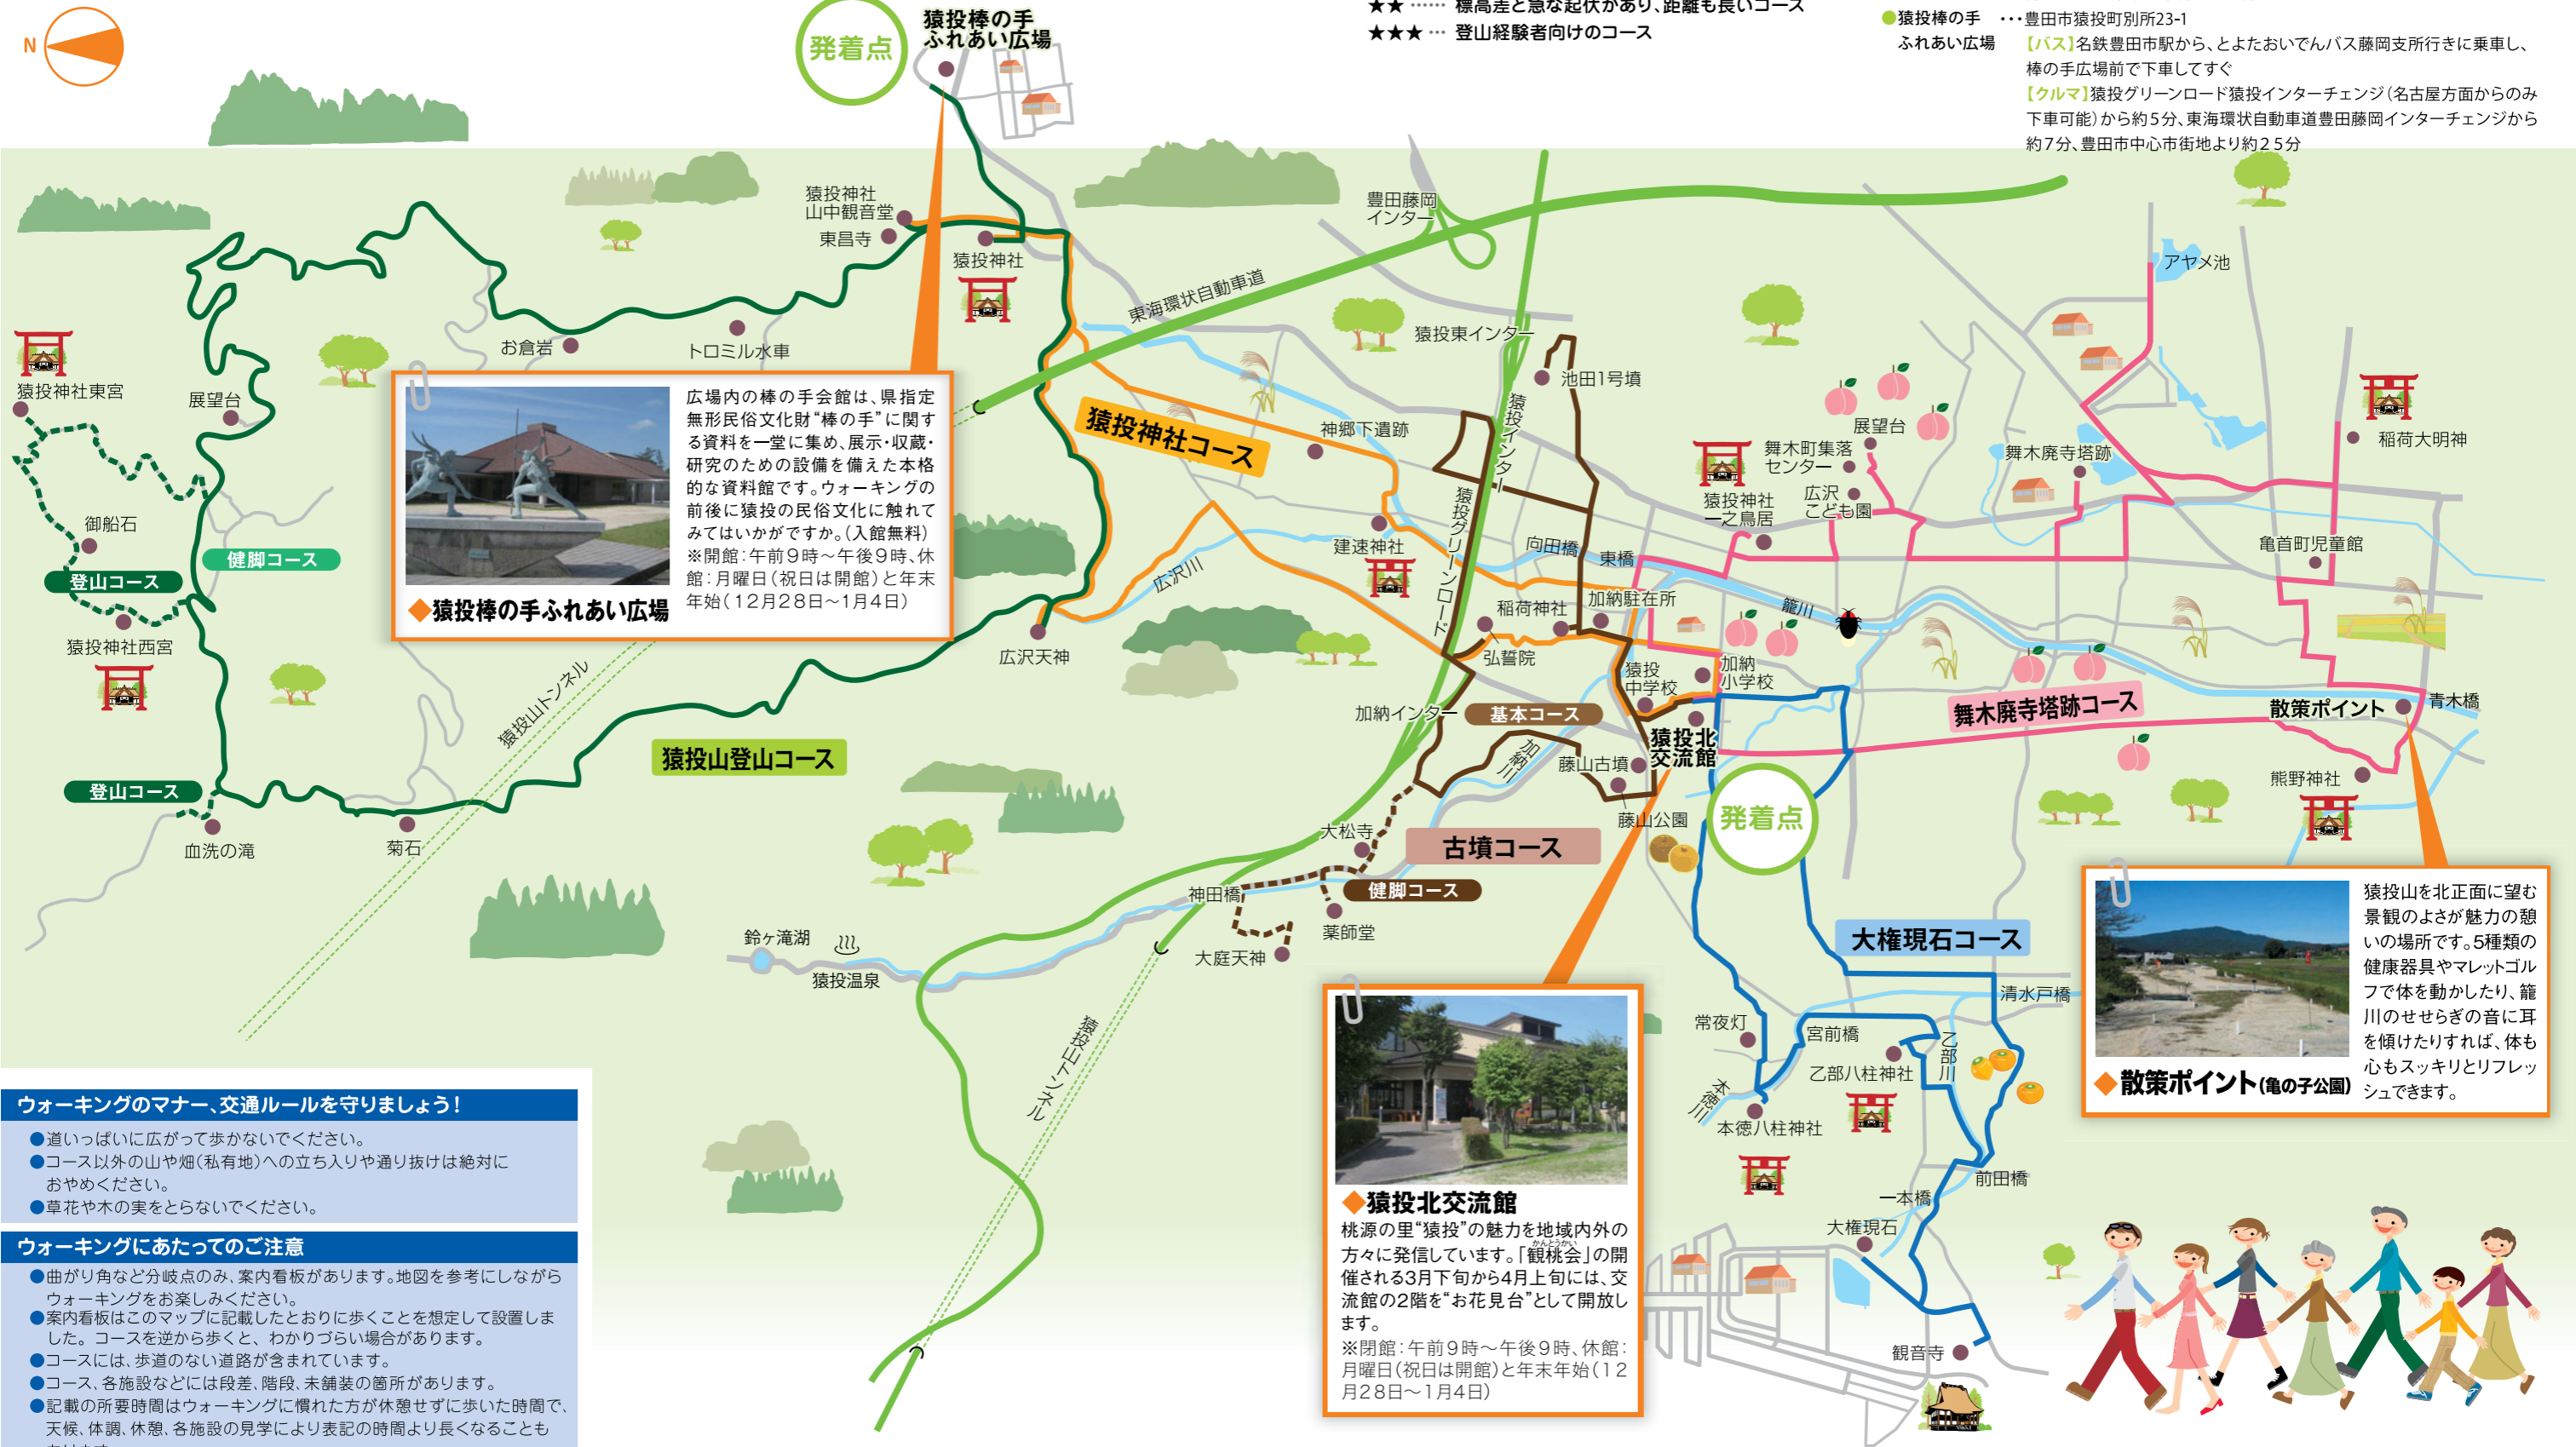 N
発着点
猿投棒の手
ふれあい広場
★★ …… 標高差と急な起伏があり、距離も長いコース
★★★ … 登山経験者向けのコース
●猿投棒の手 ・・・豊田市猿投町別所23-1
ふれあい広場
【バス】名鉄豊田市駅から、とよたおいでんバス藤岡支所行きに乗車し、
棒の手広場前で下車してすぐ
【クルマ】猿投グリーンロード猿投インターチェンジ(名古屋方面からのみ
下車可能)から約5分、東海環状自動車道豊田藤岡インターチェンジから
約7分、豊田市中心市街地より約25分
猿投神社
山中観音堂
東昌寺
猿投神社
豊田藤岡
インター
東海環状自動車道
アヤメ池
お倉岩
トロミル水車
猿投東インター
池田1号墳
猿投神社東宮
展望台
猿投神社コース
神郷下遺跡
猿投インター
展望台
舞木町集落
センター
舞木廃寺塔跡
稲荷大明神
猿投神社
一之鳥居
広沢
こども園
広場内の棒の手会館は、県指定
無形民俗文化財“棒の手”に関す
る資料を一堂に集め、展示・収蔵・
研究のための設備を備えた本格
的な資料館です。ウォーキングの
前後に猿投の民俗文化に触れて
みてはいかがですか。(入館無料)
※開館:午前9時〜午後9時、休
館:月曜日(祝日は開館)と年末
年始(12月28日〜1月4日)
◆猿投棒の手ふれあい広場
御船石
登山コース
健脚コース
猿投神社西宮
建速神社
猿投グリーンロード
向田橋
東橋
亀首町児童館
広沢川
稲荷神社
加納駐在所
籠川
広沢天神
弘誓院
猿投
中学校
加納
小学校
猿投山トンネル
加納インター
基本コース
舞木廃寺塔跡コース
散策ポイント
青木橋
猿投山登山コース
加納川
猿投北
交流館
藤山古墳
熊野神社
登山コース
血洗の滝
菊石
大松寺
藤山公園
発着点
古墳コース
健脚コース
神田橋
薬師堂
大庭天神
鈴ヶ滝湖
猿投温泉
大権現石コース
猿投山トンネル
清水戸橋
常夜灯
宮前橋
乙部川
乙部八柱神社
本徳川
本徳八柱神社
前田橋
一本橋
大権現石
観音寺
猿投山を北正面に望む
景観のよさが魅力の憩
いの場所です。5種類の
健康器具やマレットゴル
フで体を動かしたり、籠
川のせせらぎの音に耳
を傾けたりすれば、体も
心もスッキリとリフレッ
シュできます。
◆散策ポイント(亀の子公園)
◆猿投北交流館
桃源の里“猿投”の魅力を地域内外の
かんとうかい
方々に発信しています。「観桃会」の開
催される3月下旬から4月上旬には、交
流館の2階を“お花見台”として開放し
ます。
※閉館:午前9時〜午後9時、休館:
月曜日(祝日は開館)と年末年始(12
月28日〜1月4日)
ウォーキングのマナー、交通ルールを守りましょう!
●道いっぱいに広がって歩かないでください。
●コース以外の山や畑(私有地)への立ち入りや通り抜けは絶対に
おやめください。
●草花や木の実をとらないでください。
ウォーキングにあたってのご注意
●曲がり角など分岐点のみ、案内看板があります。地図を参考にしながら
ウォーキングをお楽しみください。
●案内看板はこのマップに記載したとおりに歩くことを想定して設置しま
した。コースを逆から歩くと、わかりづらい場合があります。
●コースには、歩道のない道路が含まれています。
●コース、各施設などには段差、階段、未舗装の箇所があります。
●記載の所要時間はウォーキングに慣れた方が休憩せずに歩いた時間で、
天候、体調、休憩、各施設の見学により表記の時間より長くなることも